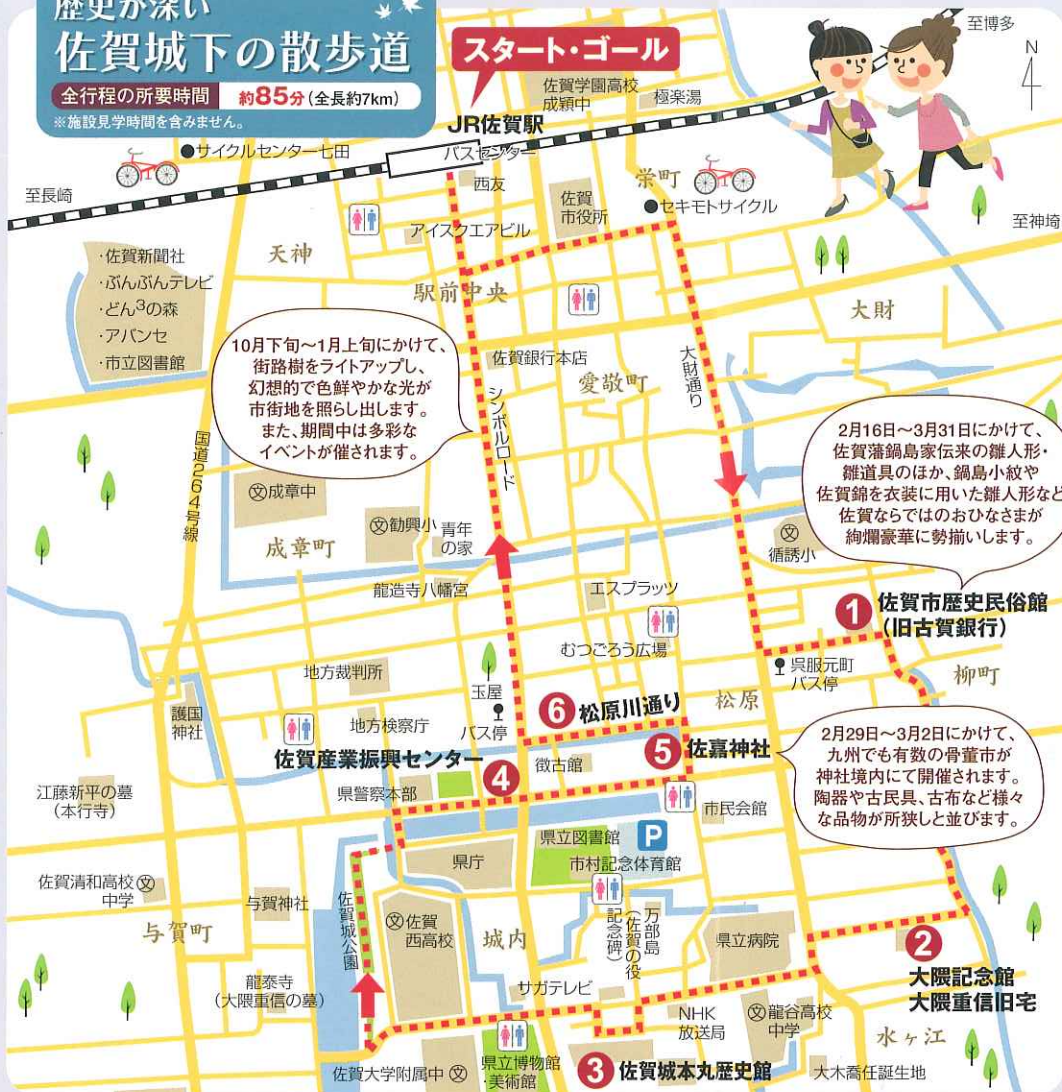 歴史が深い
佐賀城下の散歩道
全行程の所要時間 約85分(全長約7km)
※施設見学時間を含みません。
スタート・ゴール
至博多
N
佐賀学園高校
成穎中
極楽湯
JR佐賀駅
バスセンター
●サイクルセンター七田
至長崎
西友
佐賀
市役所
栄町
●セキモトサイクル
至神埼
アイスクエアビル
天神
・佐賀新聞社
・ぶんぶんテレビ
・どん3の森
・アバンセ
・市立図書館
駅前中央
大財
10月下旬〜1月上旬にかけて、
街路樹をライトアップし、
幻想的で色鮮やかな光が
市街地を照らし出します。
また、期間中は多彩な
イベントが催されます。
佐賀銀行本店
愛敬町
大財通り
シンボルロード
国道264号線
2月16日〜3月31日にかけて、
佐賀藩鍋島家伝来の雛人形・
雛道具のほか、鍋島小紋や
佐賀錦を衣装に用いた雛人形など
佐賀ならではのおひなさまが
絢爛豪華に勢揃いします。
文成章中
文勧興小
青年
の家
成章町
文
循誘小
龍造寺八幡宮
エスプラッツ
1 佐賀市歴史民俗館
(旧古賀銀行)
むつごろう広場
呉服元町
バス停
柳町
地方裁判所
玉屋
バス停
松原
護国
神社
地方検察庁
6 松原川通り
佐賀産業振興センター
4
徴古館
5 佐嘉神社
2月29日〜3月2日にかけて、
九州でも有数の骨董市が
神社境内にて開催されます。
陶器や古民具、古布など様々
な品物が所狭しと並びます。
江藤新平の墓
(本行寺)
県警察本部
市民会館
県立図書館
P
市村記念体育館
県庁
佐賀清和高校文
中学
与賀神社
佐賀城公園
文佐賀
西高校
城内
万部島
(佐賀の役
記念碑)
県立病院
与賀町
2
大隈記念館
大隈重信旧宅
龍泰寺
(大隈重信の墓)
サガテレビ
NHK
放送局
文龍谷高校
中学
水ヶ江
佐賀大学附属中文
県立博物館
・美術館
3 佐賀城本丸歴史館
大木喬任誕生地